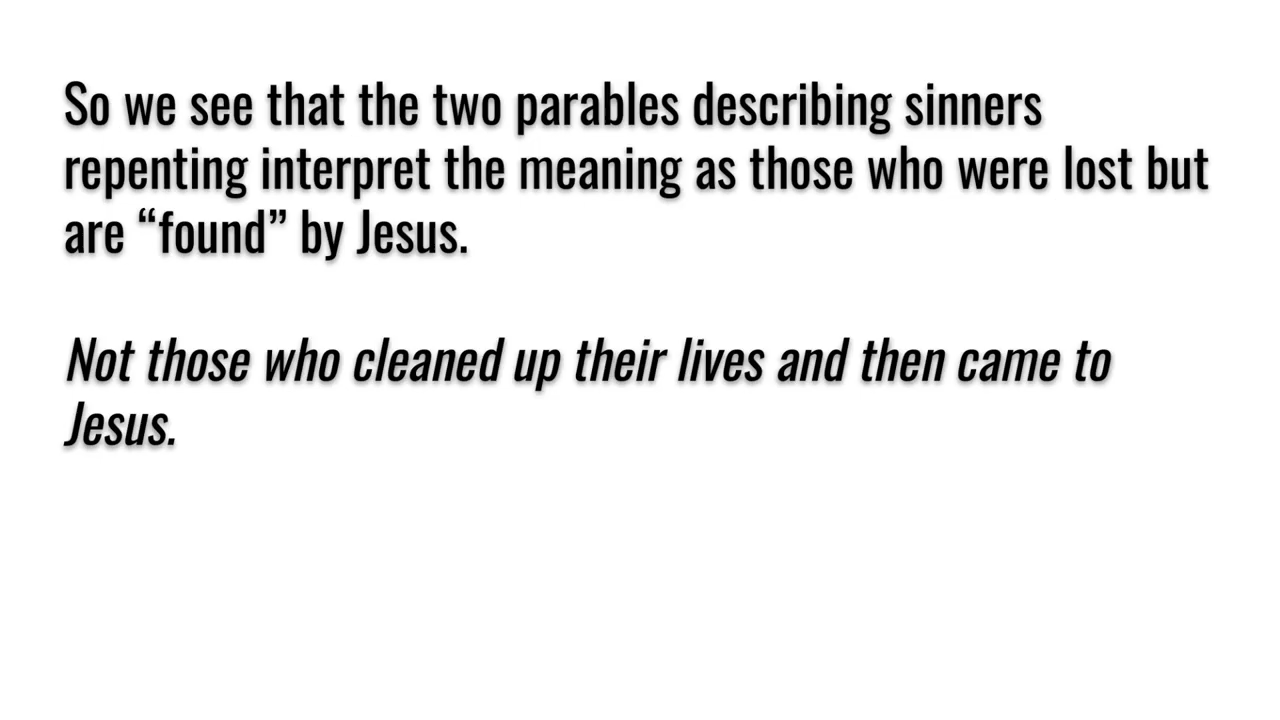 So we see that the two parables describing sinners
repenting interpret the meaning as those who were lost but
are “found” by Jesus.
Not those who cleaned up their lives and then came to
Jesus.